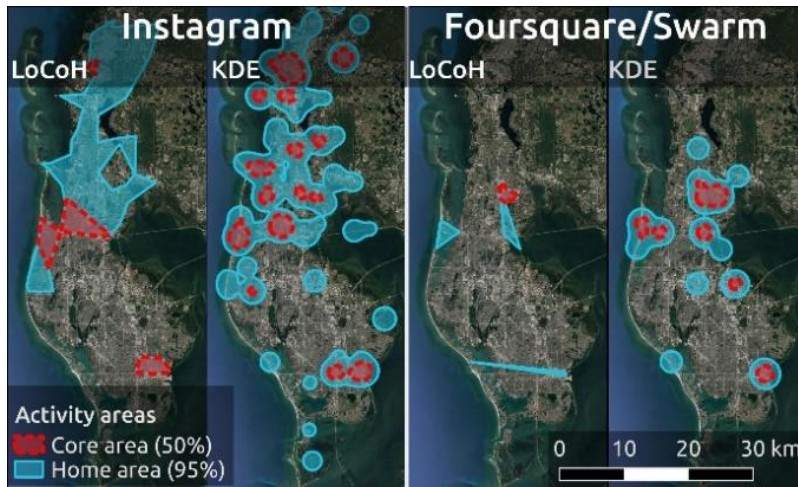 Instagram
Foursquare/Swarm
LoCoH
KDE
LoCoH
KDE
Activity areas
Core area (50%)
Home area (95%)
0 10 20 30 km